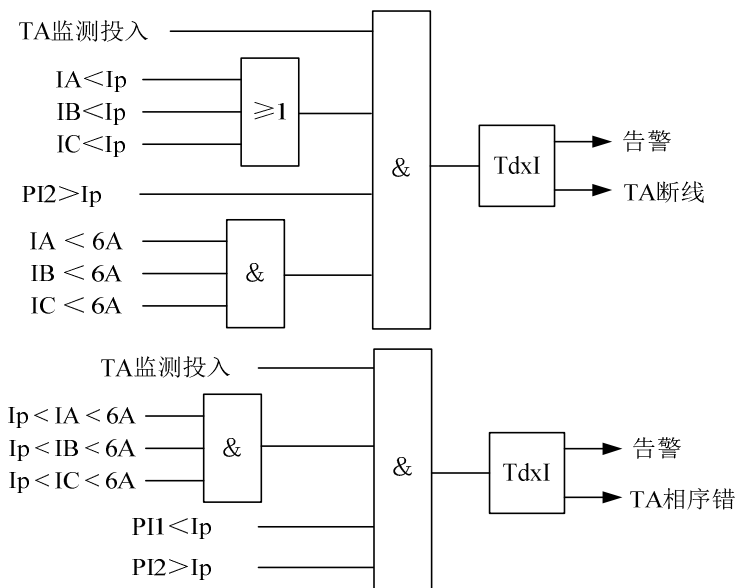 TA监测投入
IA<Ip
IB<Ip
IC<Ip
≥1
PI2>Ip
IA<6A
IB<6A
IC<6A
&
&
TdxI
告警
TA断线
TA监测投入
Ip<IA<6A
Ip<IB<6A
Ip<IC<6A
&
PI1<Ip
PI2>Ip
&
TdxI
告警
TA相序错